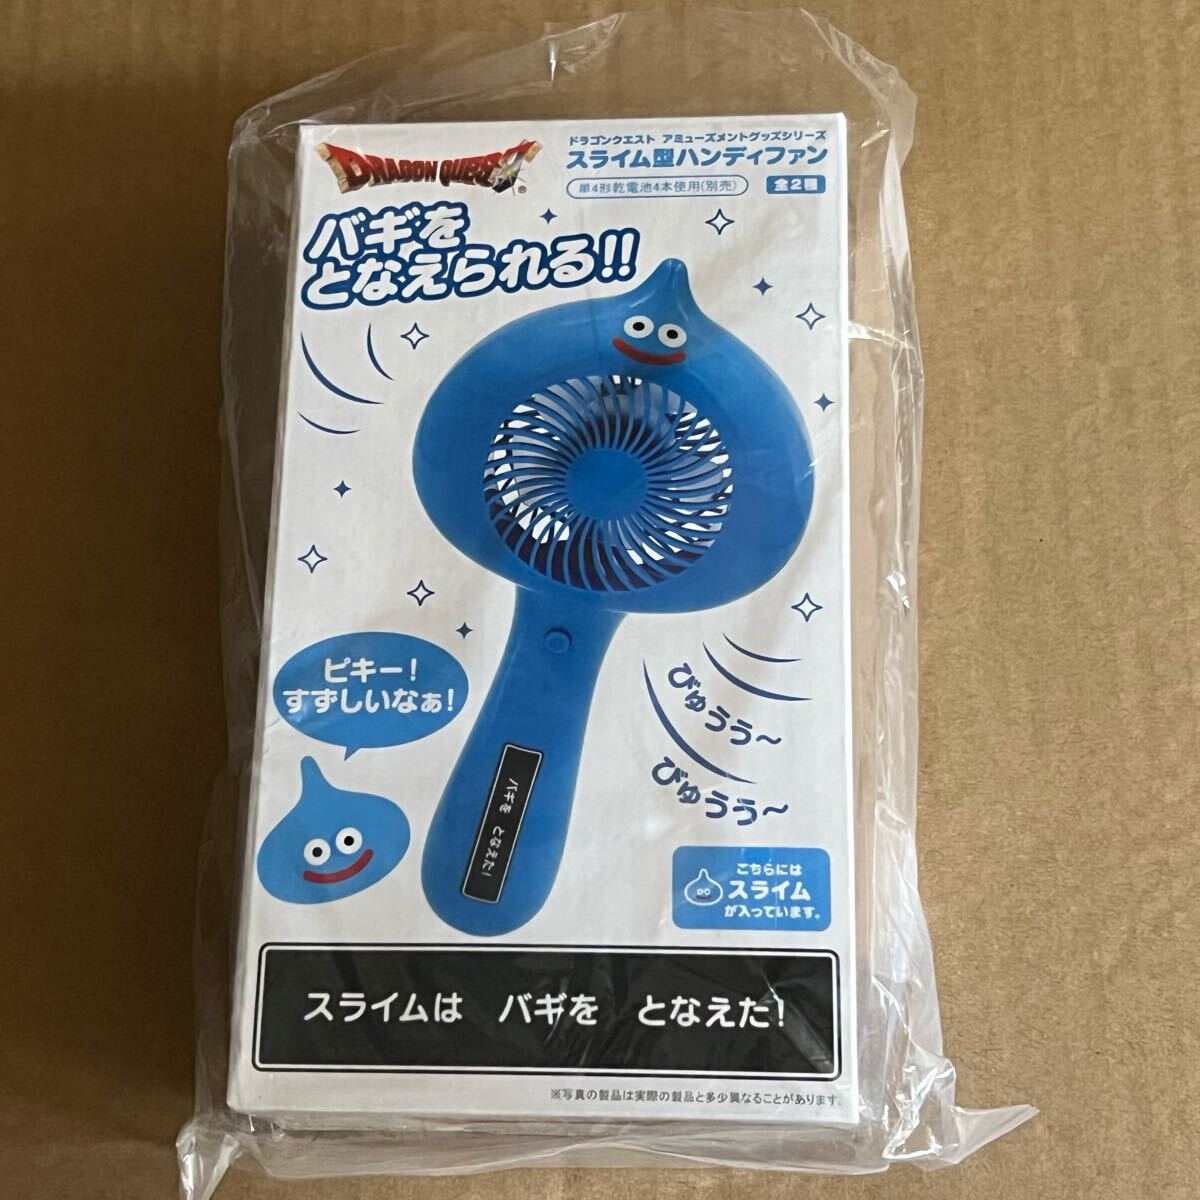 DRAGON QUEST®
ドラゴンクエスト アミューズメントグッズシリーズ
スライム型ハンディファン
単4形乾電池4本使用(別売)
全2種
バギを
となえられる!!
ピキー!
すずしいなぁ!
びゅうぅ〜
びゅうぅ〜
バギを となえた!
こちらには
スライム
が入っています。
スライムは バギを となえた!
※写真の製品は実際の製品と多少異なることがあります。